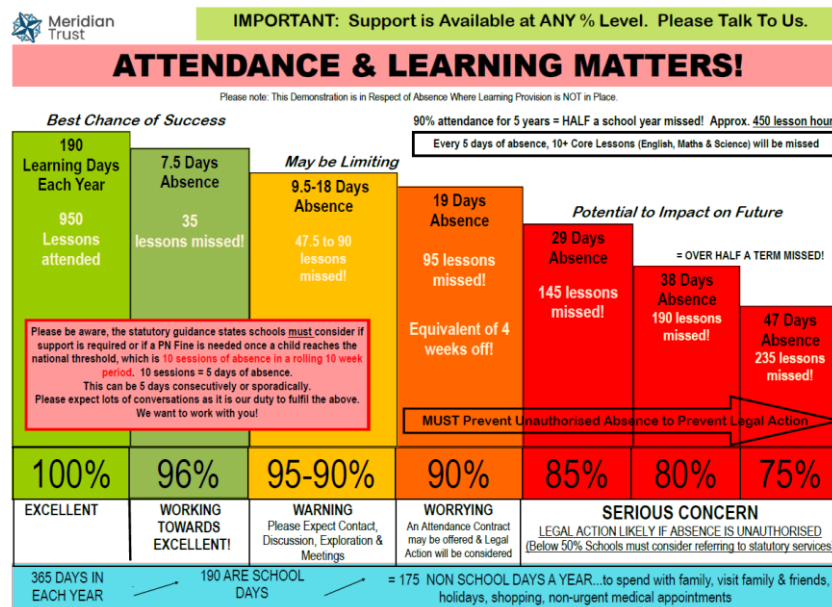 Meridian
Trust
IMPORTANT: Support is Available at ANY % Level. Please Talk To Us.
ATTENDANCE & LEARNING MATTERS!
Please note: This Demonstration is in Respect of Absence Where Learning Provision is NOT in Place.
Best Chance of Success
90% attendance for 5 years = HALF a school year missed! Approx. 450 lesson hour
Every 5 days of absence, 10+ Core Lessons (English, Maths & Science) will be missed
May be Limiting
Potential to Impact on Future
= OVER HALF A TERM MISSED!
190
Learning Days
Each Year
950
Lessons
attended
7.5 Days
Absence
35
lessons missed!
9.5-18 Days
Absence
47.5 to 90
lessons
missed!
19 Days
Absence
95 lessons
missed!
Equivalent of 4
weeks off!
29 Days
Absence
145 lessons
missed!
38 Days
Absence
190 lessons
missed!
47 Days
Absence
235 lessons
missed!
Please be aware, the statutory guidance states schools must consider if
support is required or if a PN Fine is needed once a child reaches the
national threshold, which is 10 sessions of absence in a rolling 10 week
period. 10 sessions = 5 days of absence.
This can be 5 days consecutively or sporadically.
Please expect lots of conversations as it is our duty to fulfil the above.
We want to work with you!
MUST Prevent Unauthorised Absence to Prevent Legal Action
100%
96%
95-90%
90%
85%
80%
75%
EXCELLENT
WORKING
TOWARDS
EXCELLENT!
WARNING
Please Expect Contact,
Discussion, Exploration &
Meetings
WORRYING
An Attendance Contract
may be offered & Legal
Action will be considered
SERIOUS CONCERN
LEGAL ACTION LIKELY IF ABSENCE IS UNAUTHORISED
(Below 50% Schools must consider referring to statutory services)
365 DAYS IN
EACH YEAR
190 ARE SCHOOL
DAYS
= 175 NON SCHOOL DAYS A YEAR...to spend with family, visit family & friends,
holidays, shopping, non-urgent medical appointments